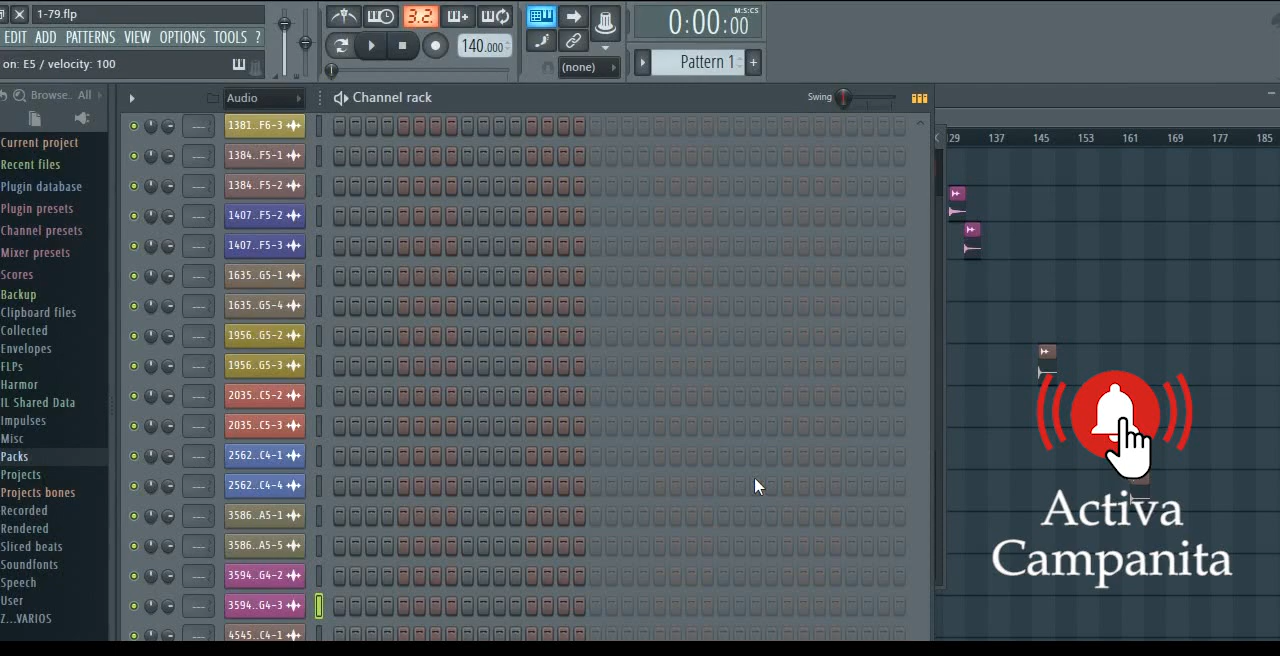 1-79.flp
EDIT ADD PATTERNS VIEW OPTIONS TOOLS ?
on: E5 / velocity: 100
3.2.
140.000
0:00:00
M:S:CS
(none)
Pattern 1
Browse.. All
Audio
Channel rack
Swing
Current project
Recent files
Plugin database
Plugin presets
Channel presets
Mixer presets
Scores
Backup
Clipboard files
Collected
Envelopes
FLPs
Harmor
IL Shared Data
Impulses
Misc
Packs
Projects
Projects bones
Recorded
Rendered
Sliced beats
Soundfonts
Speech
User
Z...VARIOS
1381..F6-3
1384..F5-1
1384..F5-2
1407..F5-2
1407..F5-3
1635..G5-1
1635..G5-4
1956..G5-2
1956..G5-3
2035..C5-2
2035..C5-3
2562..C4-1
2562..C4-4
3586..A5-1
3586..A5-5
3594..G4-2
3594..G4-3
4545..C4-1
29 137 145 153 161 169 177 185
Activa
Campanita